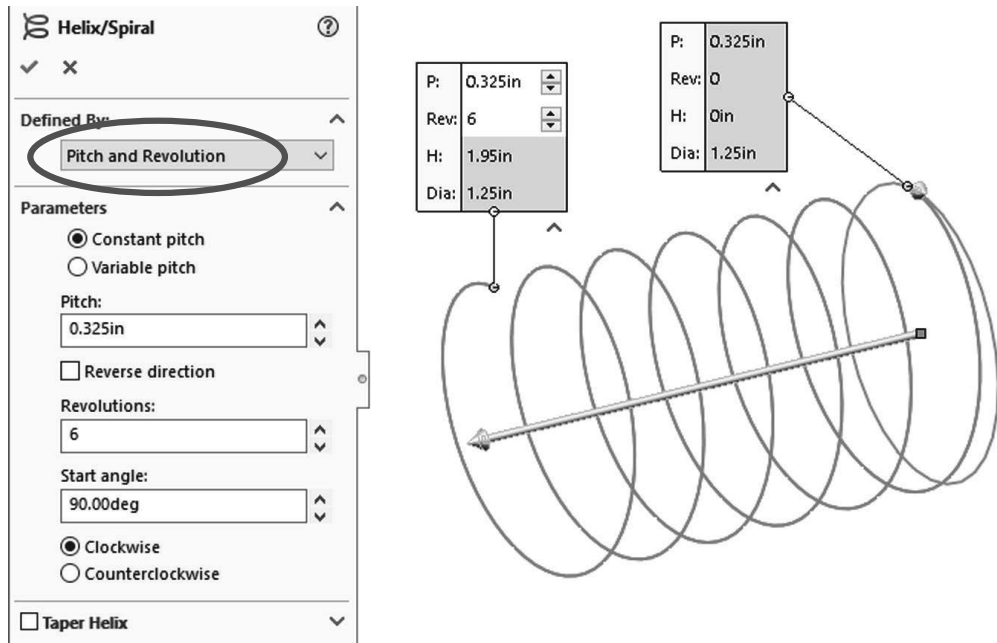 Helix/Spiral
Defined By:
Pitch and Revolution
Parameters
Constant pitch
Variable pitch
Pitch:
0.325in
Reverse direction
Revolutions:
6
Start angle:
90.00deg
Clockwise
Counterclockwise
Taper Helix
P: 0.325in
Rev: 6
H: 1.95in
Dia: 1.25in
P: 0.325in
Rev: 0
H: 0in
Dia: 1.25in